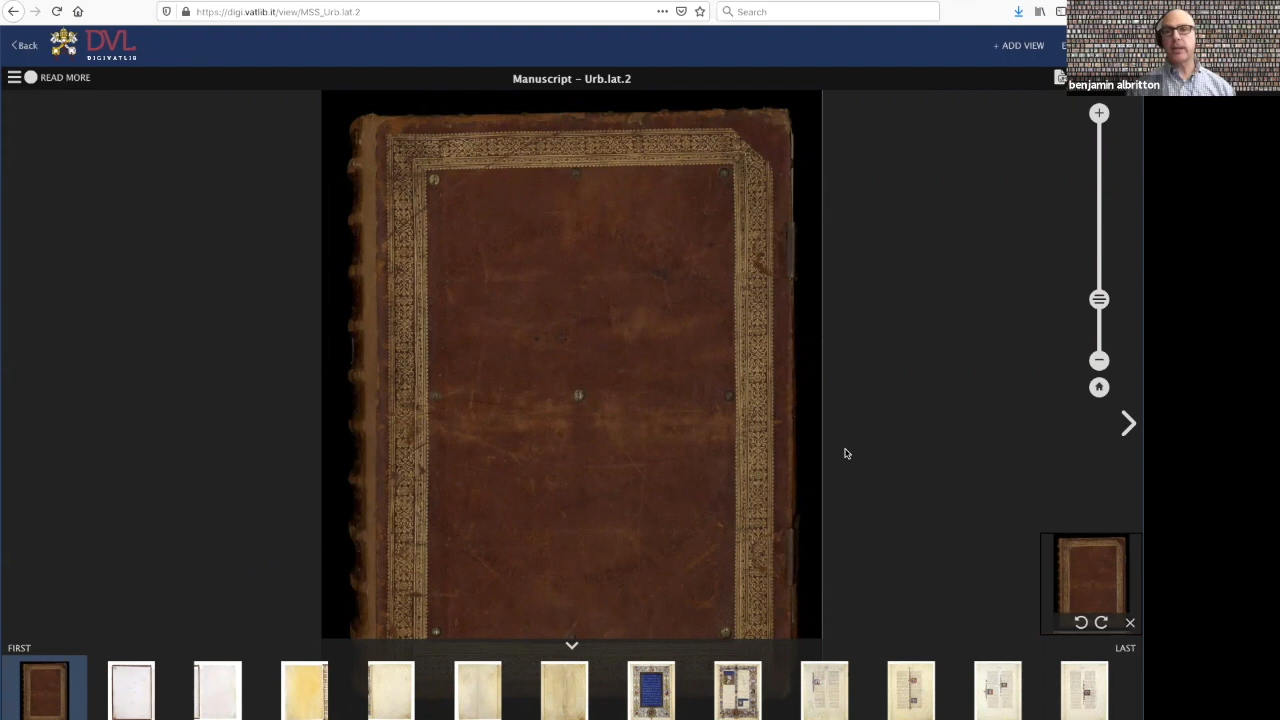 https://digi.vatlib.it/view/MSS_Urb.lat.2
Search
Back
DVL
DIGIVATLIB
+ ADD VIEW
READ MORE
Manuscript – Urb.lat.2
benjamin albritton
FIRST
LAST